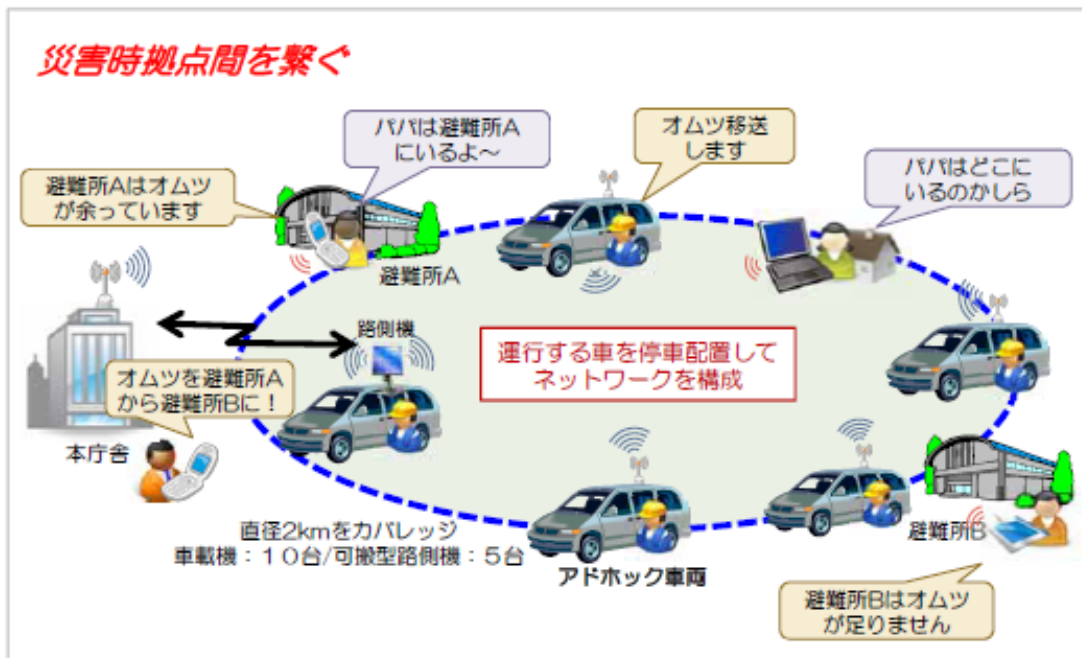 災害時拠点間を繋ぐ
パパは避難所A
にいるよ～
オムツ移送
します
パパはどこに
いるのかしら
避難所Aはオムツ
が余っています
避難所A
路側機
運行する車を停車配置して
ネットワークを構成
オムツを避難所A
から避難所Bに！
本庁舎
直径2kmをカバレッジ
車載機：１０台/可搬型路側機：５台
アドホック車両
避難所B
避難所Bはオムツ
が足りません